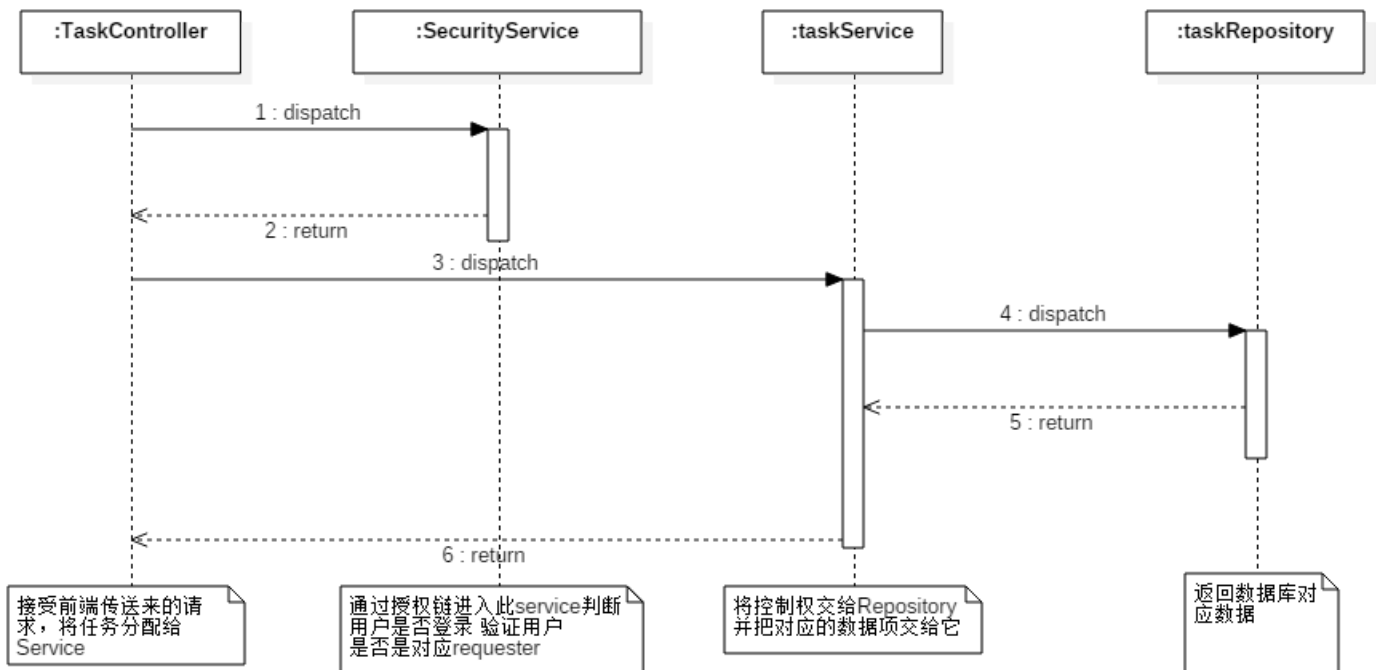 :TaskController
:SecurityService
:taskService
:taskRepository
1 : dispatch
2 : return
3 : dispatch
4 : dispatch
5 : return
6 : return
接受前端传送来的请
求，将任务分配给
Service
通过授权链进入此service判断
用户是否登录 验证用户
是否是对应requester
将控制权交给Repository
并把对应的数据项交给它
返回数据库对
应数据